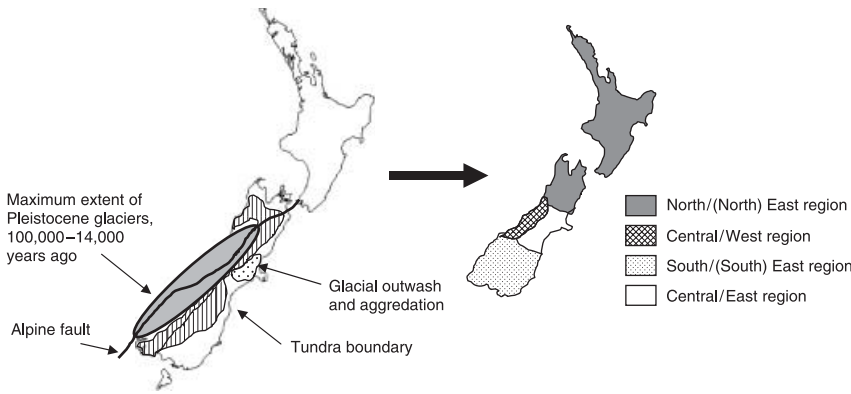 Maximum extent of
Pleistocene glaciers,
100,000–14,000
years ago
Alpine fault
Glacial outwash
and aggredation
Tundra boundary
North/(North) East region
Central/West region
South/(South) East region
Central/East region